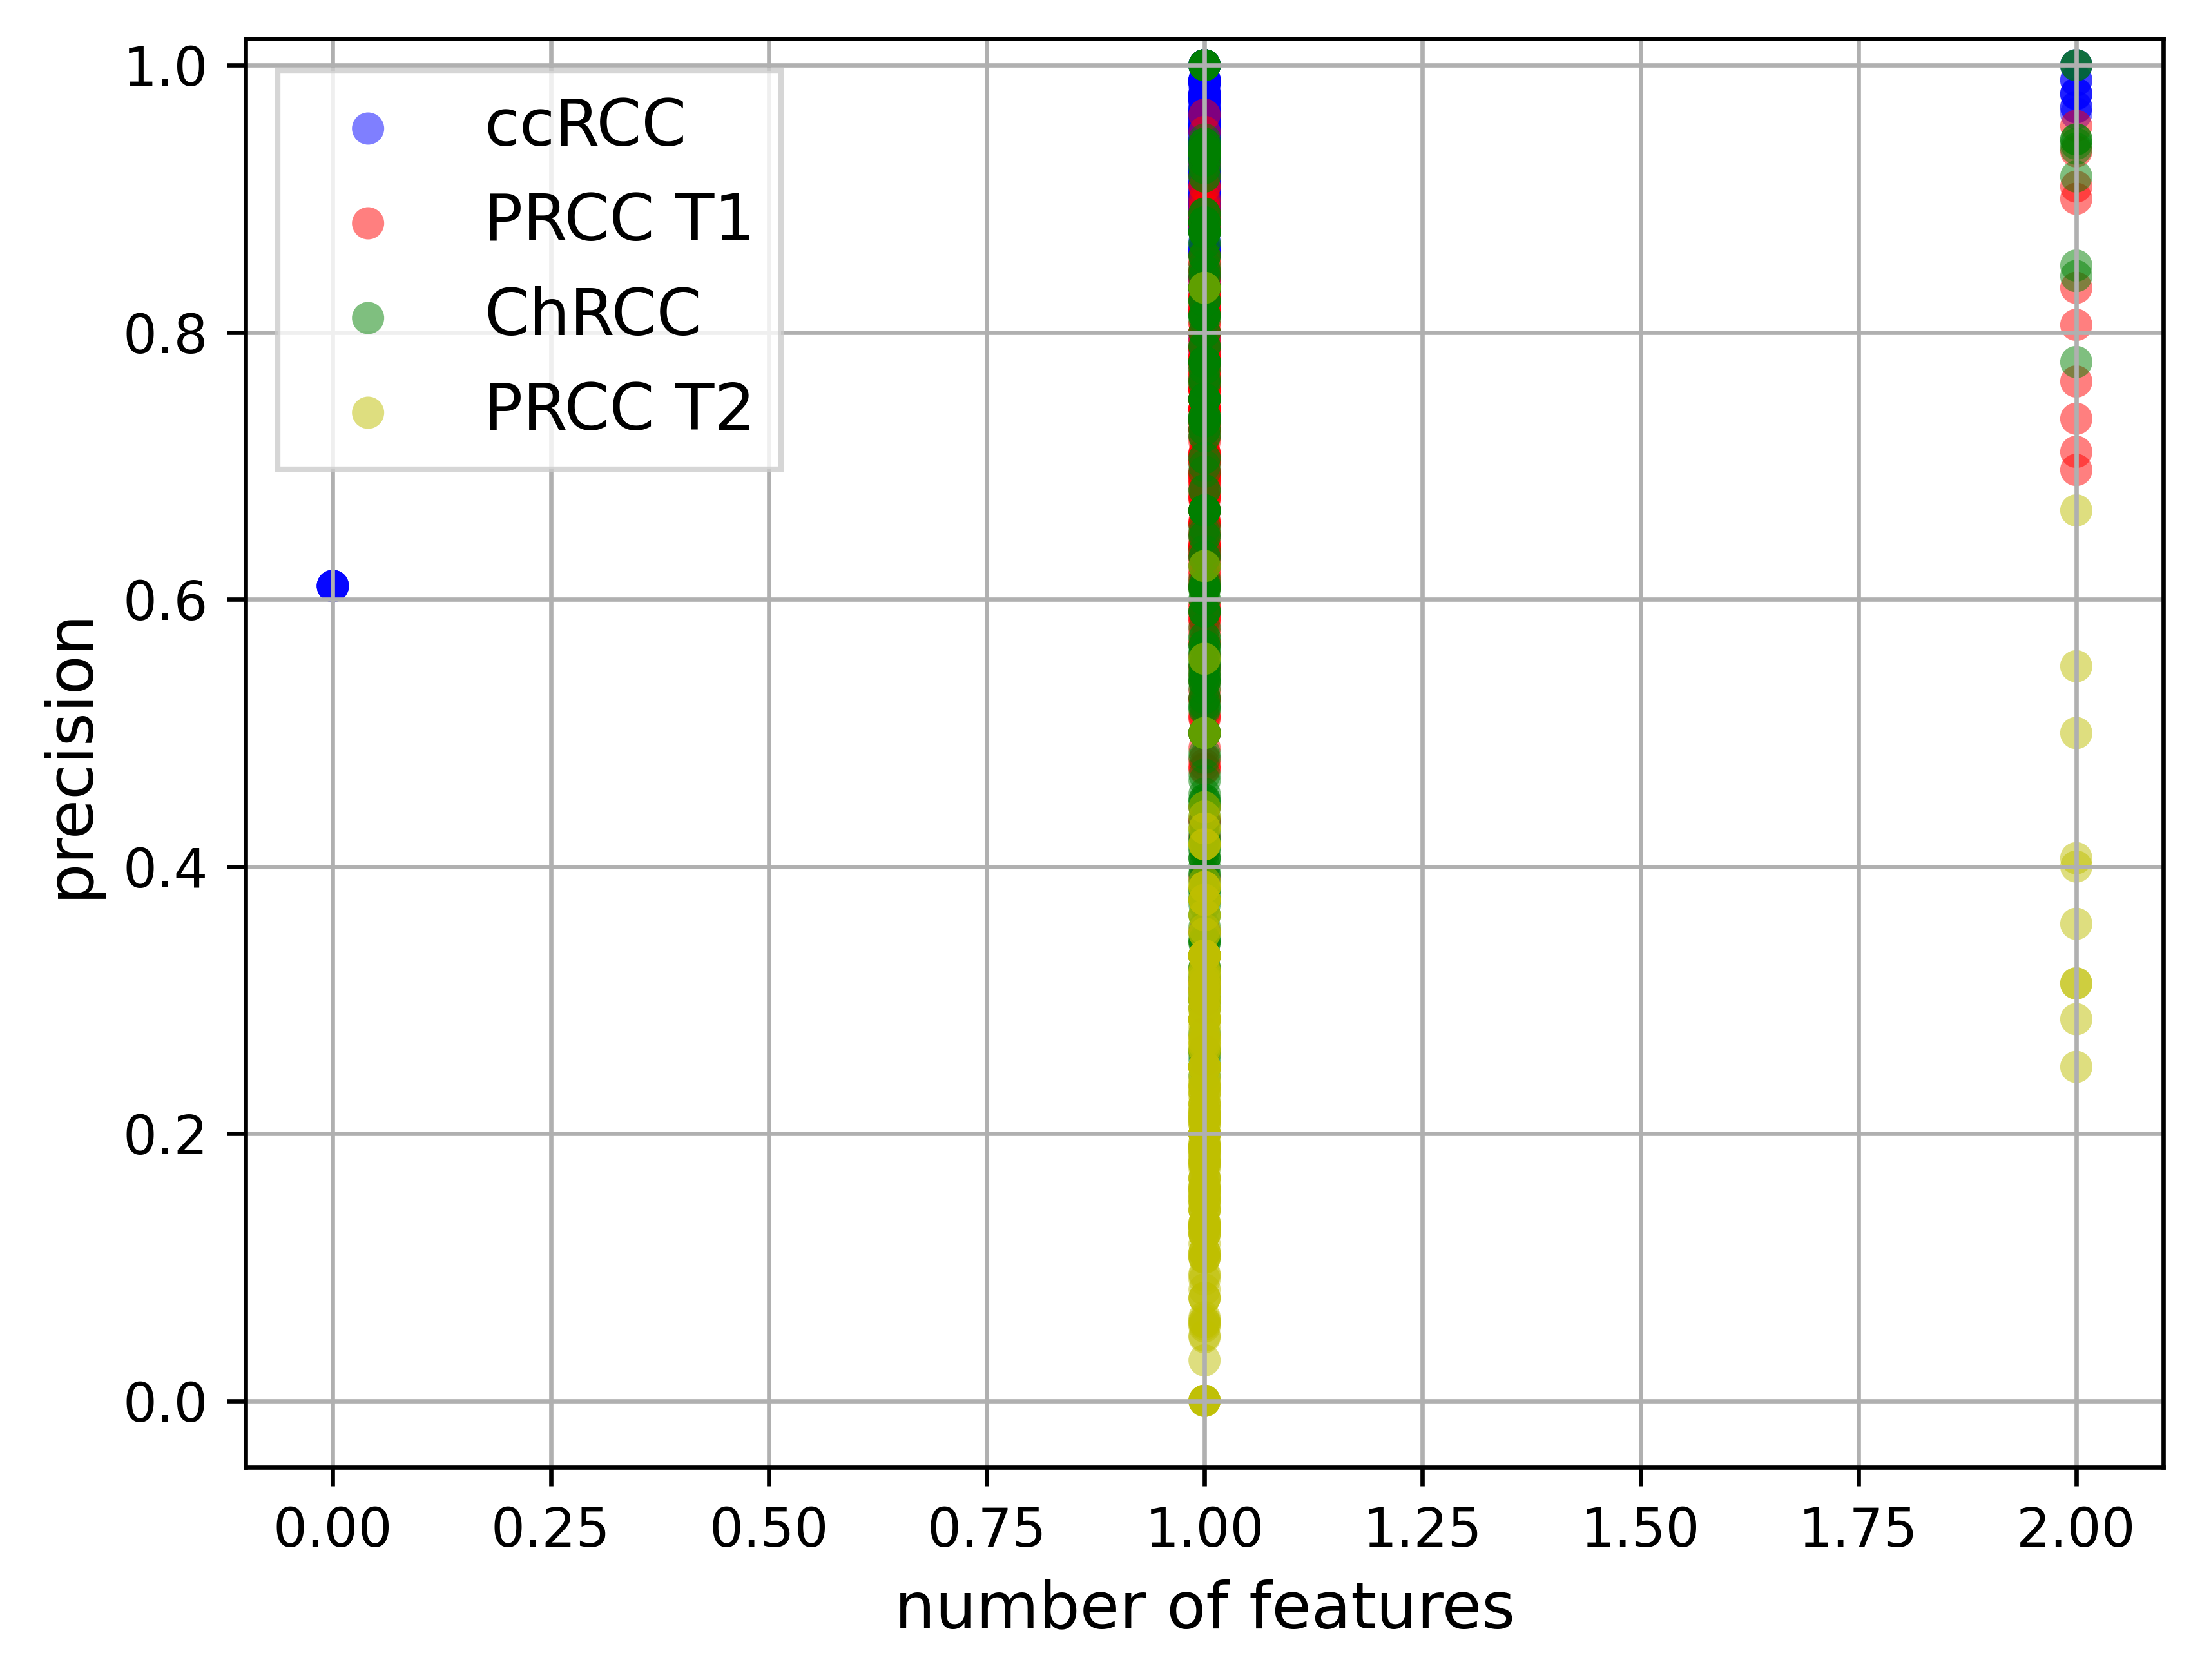 ccRCC
PRCC T1
ChRCC
PRCC T2
precision
1.0
0.8
0.6
0.4
0.2
0.0
0.00 0.25 0.50 0.75 1.00 1.25 1.50 1.75 2.00
number of features